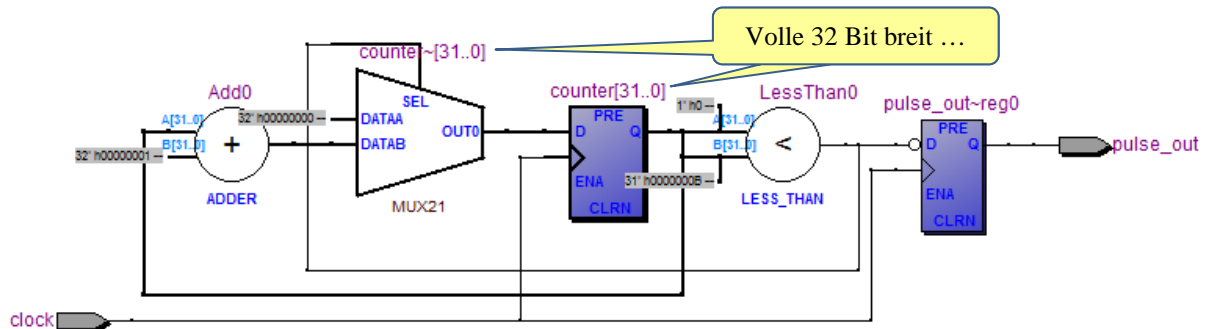 Volle 32 Bit breit …
counter~[31..0]
Add0
SEL
counter[31..0]
LessThan0
pulse_out~reg0
A[31..0]
B[31..0]
+
ADDER
32' h00000001
32' h00000000
DATAA
DATAB
OUT0
MUX21
PRE
D
Q
ENA
CLRN
1' h0
A[31..0]
B[31..0]
31' h0000000B
<
LESS_THAN
PRE
D
Q
ENA
CLRN
pulse_out
clock